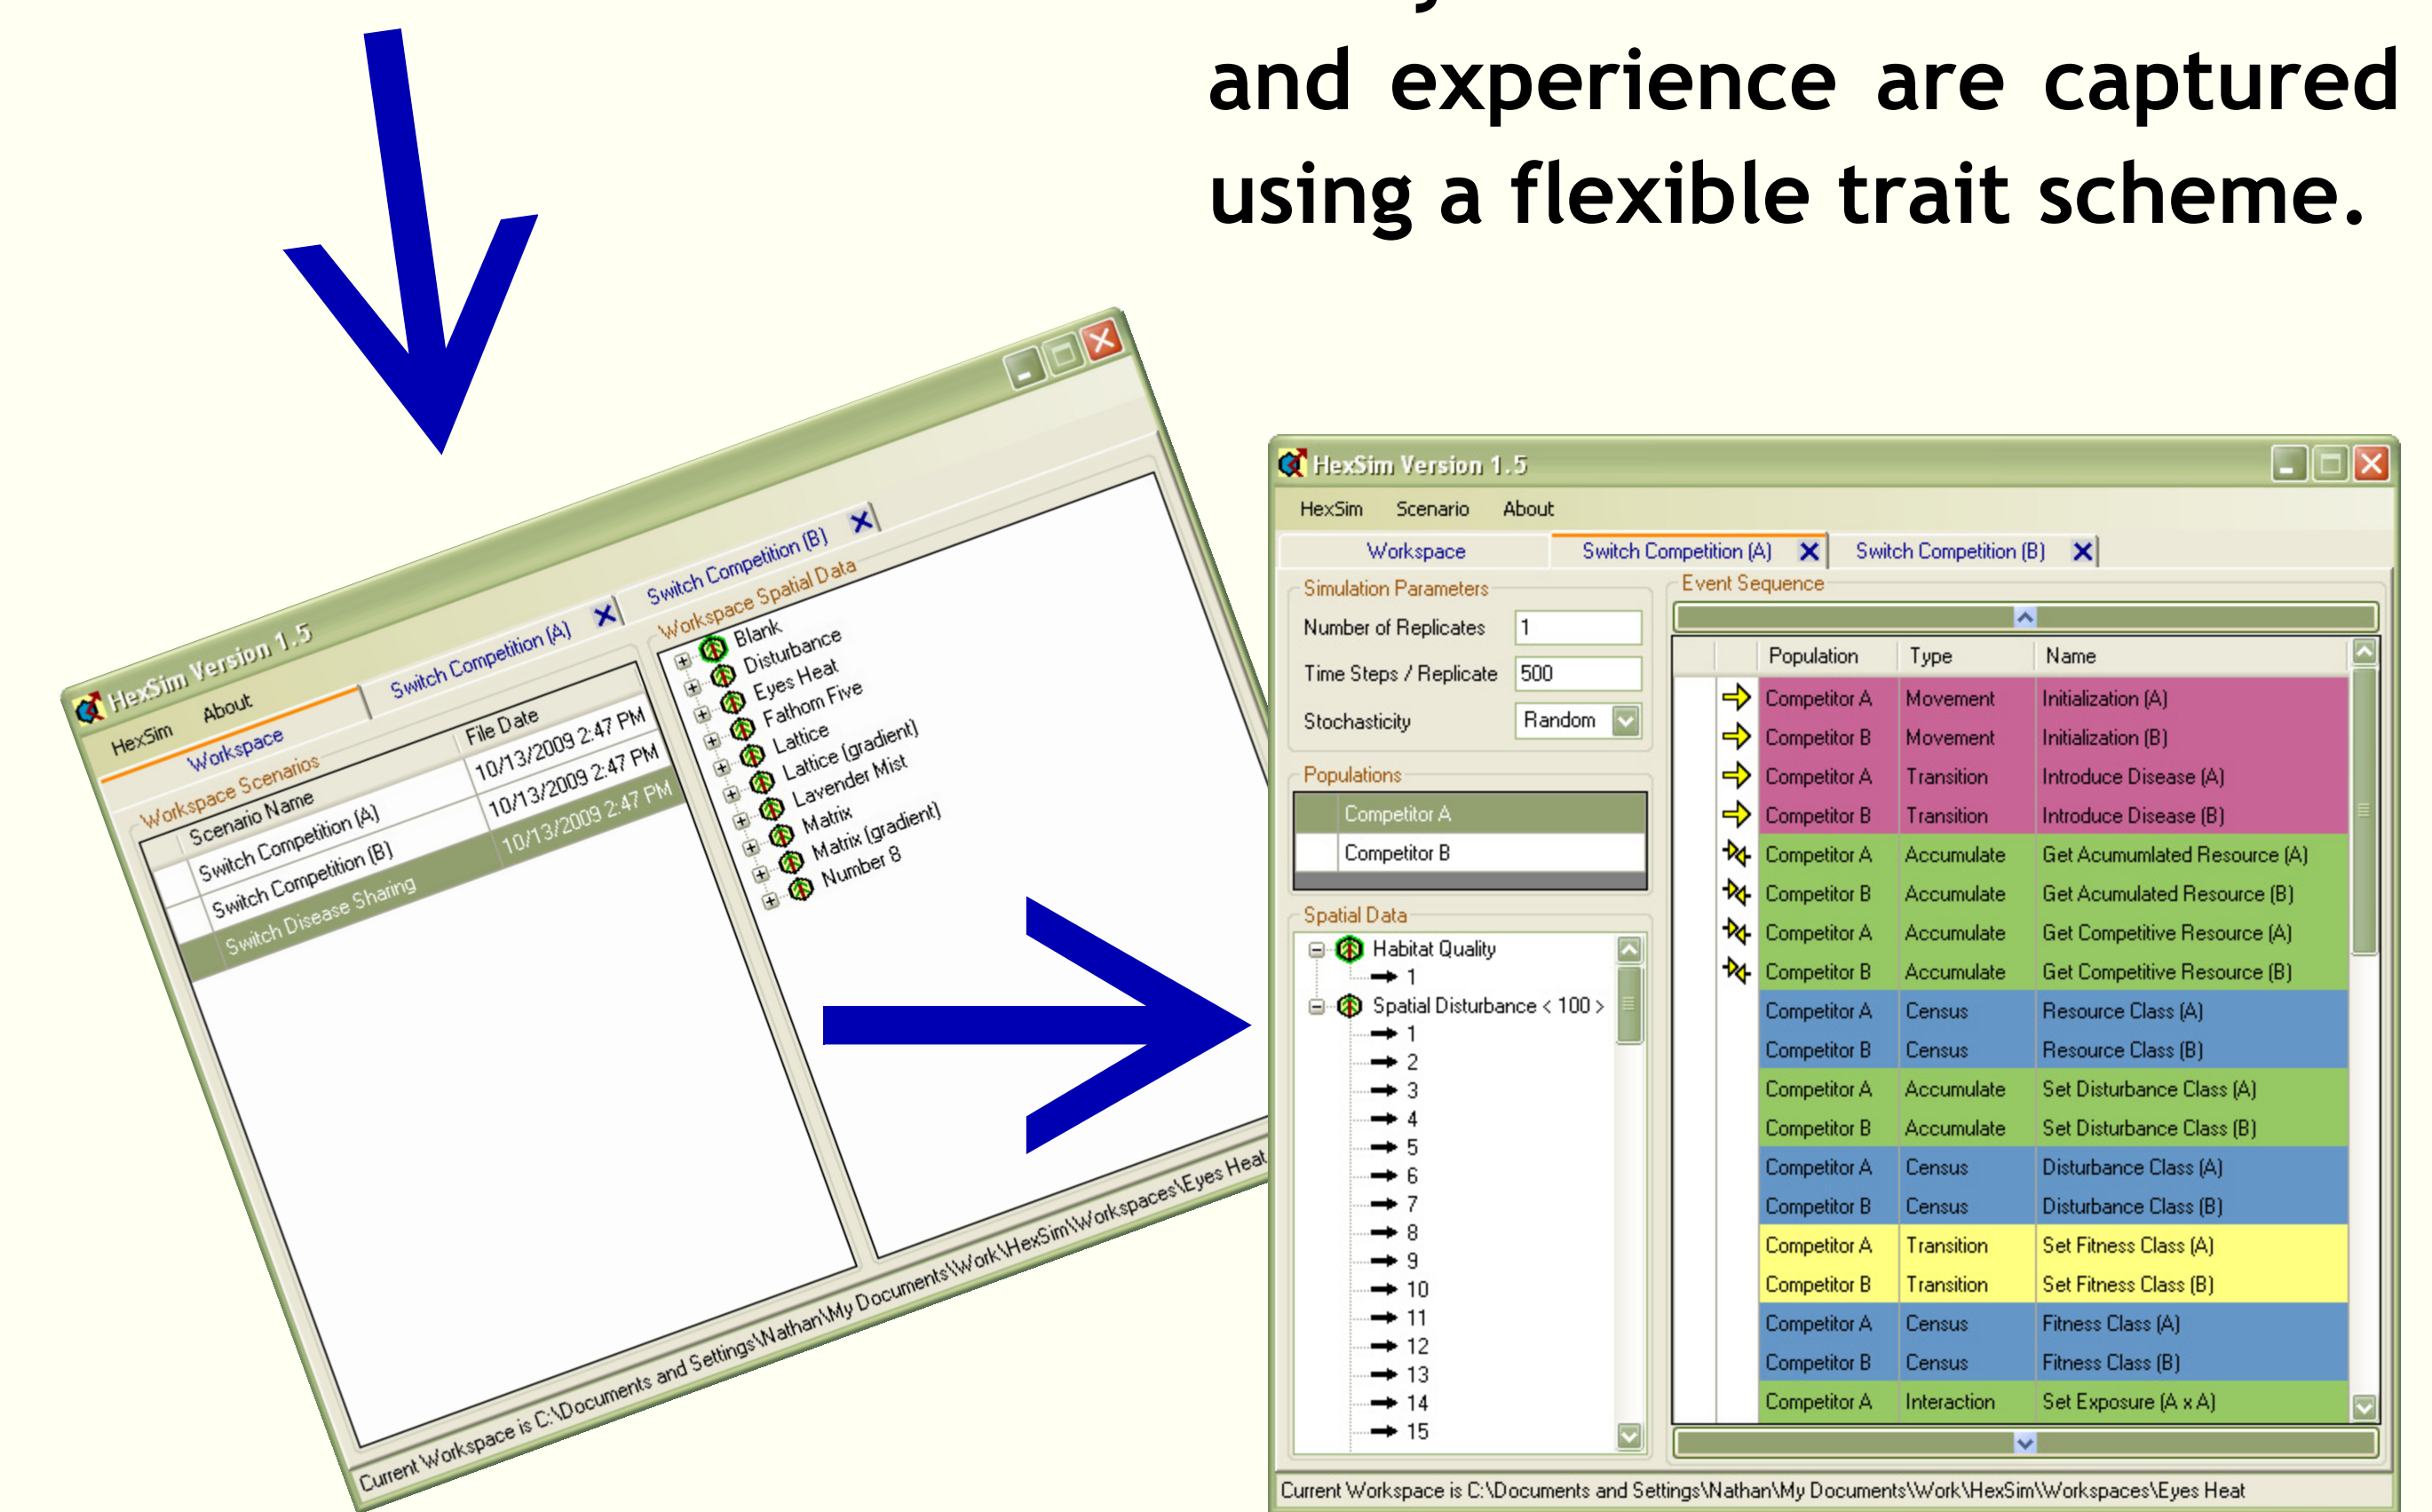 and experience are captured
using a flexible trait scheme.
HexSim Version 1.5
HexSim About
Workspace Switch Competition (A) Switch Competition (B)
Workspace Scenarios
Scenario Name File Date
Switch Competition (A) 10/13/2009 2:47 PM
Switch Competition (B) 10/13/2009 2:47 PM
Switch Disease Sharing 10/13/2009 2:47 PM
Workspace Spatial Data
Blank
Disturbance
Eyes Heat
Fathom Five
Lattice
Lattice (gradient)
Lavender Mist
Matrix
Matrix (gradient)
Number 8
Current Workspace is C:\Documents and Settings\Nathan\My Documents\Work\HexSim\Workspaces\Eyes Heat
HexSim Version 1.5
HexSim Scenario About
Workspace Switch Competition (A) Switch Competition (B)
Simulation Parameters
Number of Replicates 1
Time Steps / Replicate 500
Stochasticity Random
Populations
Competitor A
Competitor B
Spatial Data
Habitat Quality
1
Spatial Disturbance < 100 >
1
2
3
4
5
6
7
8
9
10
11
12
13
14
15
Event Sequence
Population Type Name
Competitor A Movement Initialization (A)
Competitor B Movement Initialization (B)
Competitor A Transition Introduce Disease (A)
Competitor B Transition Introduce Disease (B)
Competitor A Accumulate Get Acumumlated Resource (A)
Competitor B Accumulate Get Acumulated Resource (B)
Competitor A Accumulate Get Competitive Resource (A)
Competitor B Accumulate Get Competitive Resource (B)
Competitor A Census Resource Class (A)
Competitor B Census Resource Class (B)
Competitor A Accumulate Set Disturbance Class (A)
Competitor B Accumulate Set Disturbance Class (B)
Competitor A Census Disturbance Class (A)
Competitor B Census Disturbance Class (B)
Competitor A Transition Set Fitness Class (A)
Competitor B Transition Set Fitness Class (B)
Competitor A Census Fitness Class (A)
Competitor B Census Fitness Class (B)
Competitor A Interaction Set Exposure (A x A)
Current Workspace is C:\Documents and Settings\Nathan\My Documents\Work\HexSim\Workspaces\Eyes Heat